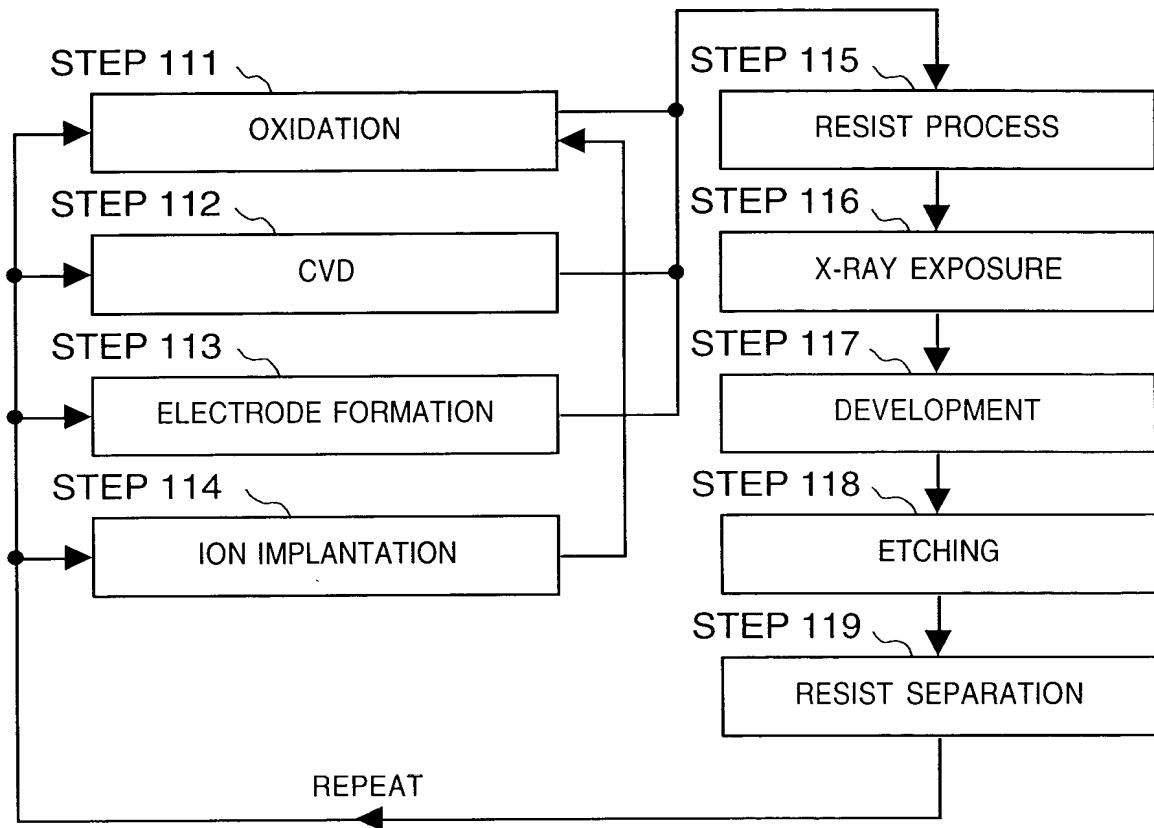 STEP 111
OXIDATION
STEP 112
CVD
STEP 113
ELECTRODE FORMATION
STEP 114
ION IMPLANTATION
STEP 115
RESIST PROCESS
STEP 116
X-RAY EXPOSURE
STEP 117
DEVELOPMENT
STEP 118
ETCHING
STEP 119
RESIST SEPARATION
REPEAT